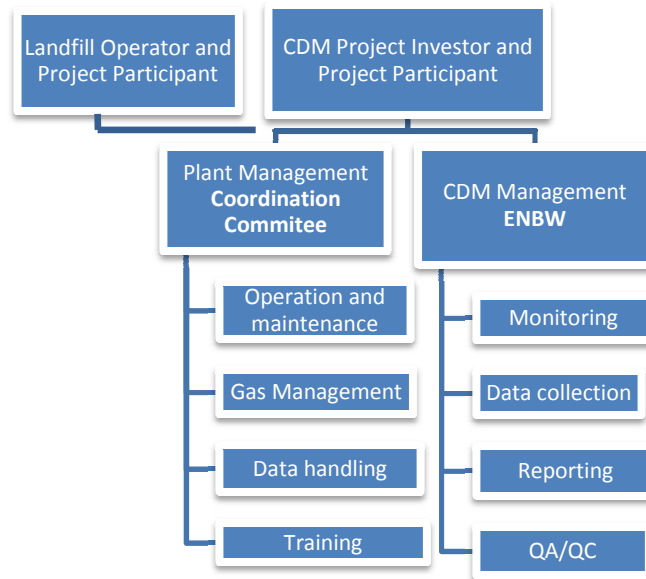 Landfill Operator and
Project Participant
CDM Project Investor and
Project Participant
Plant Management
Coordination
Commitee
CDM Management
ENBW
Operation and
maintenance
Gas Management
Data handling
Training
Monitoring
Data collection
Reporting
QA/QC